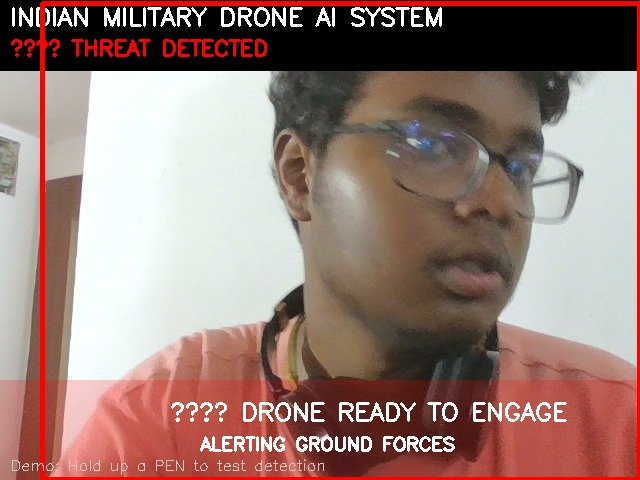 INDIAN MILITARY DRONE AI SYSTEM
???? THREAT DETECTED
???? DRONE READY TO ENGAGE
ALERTING GROUND FORCES
Demo: Hold up a PEN to test detection